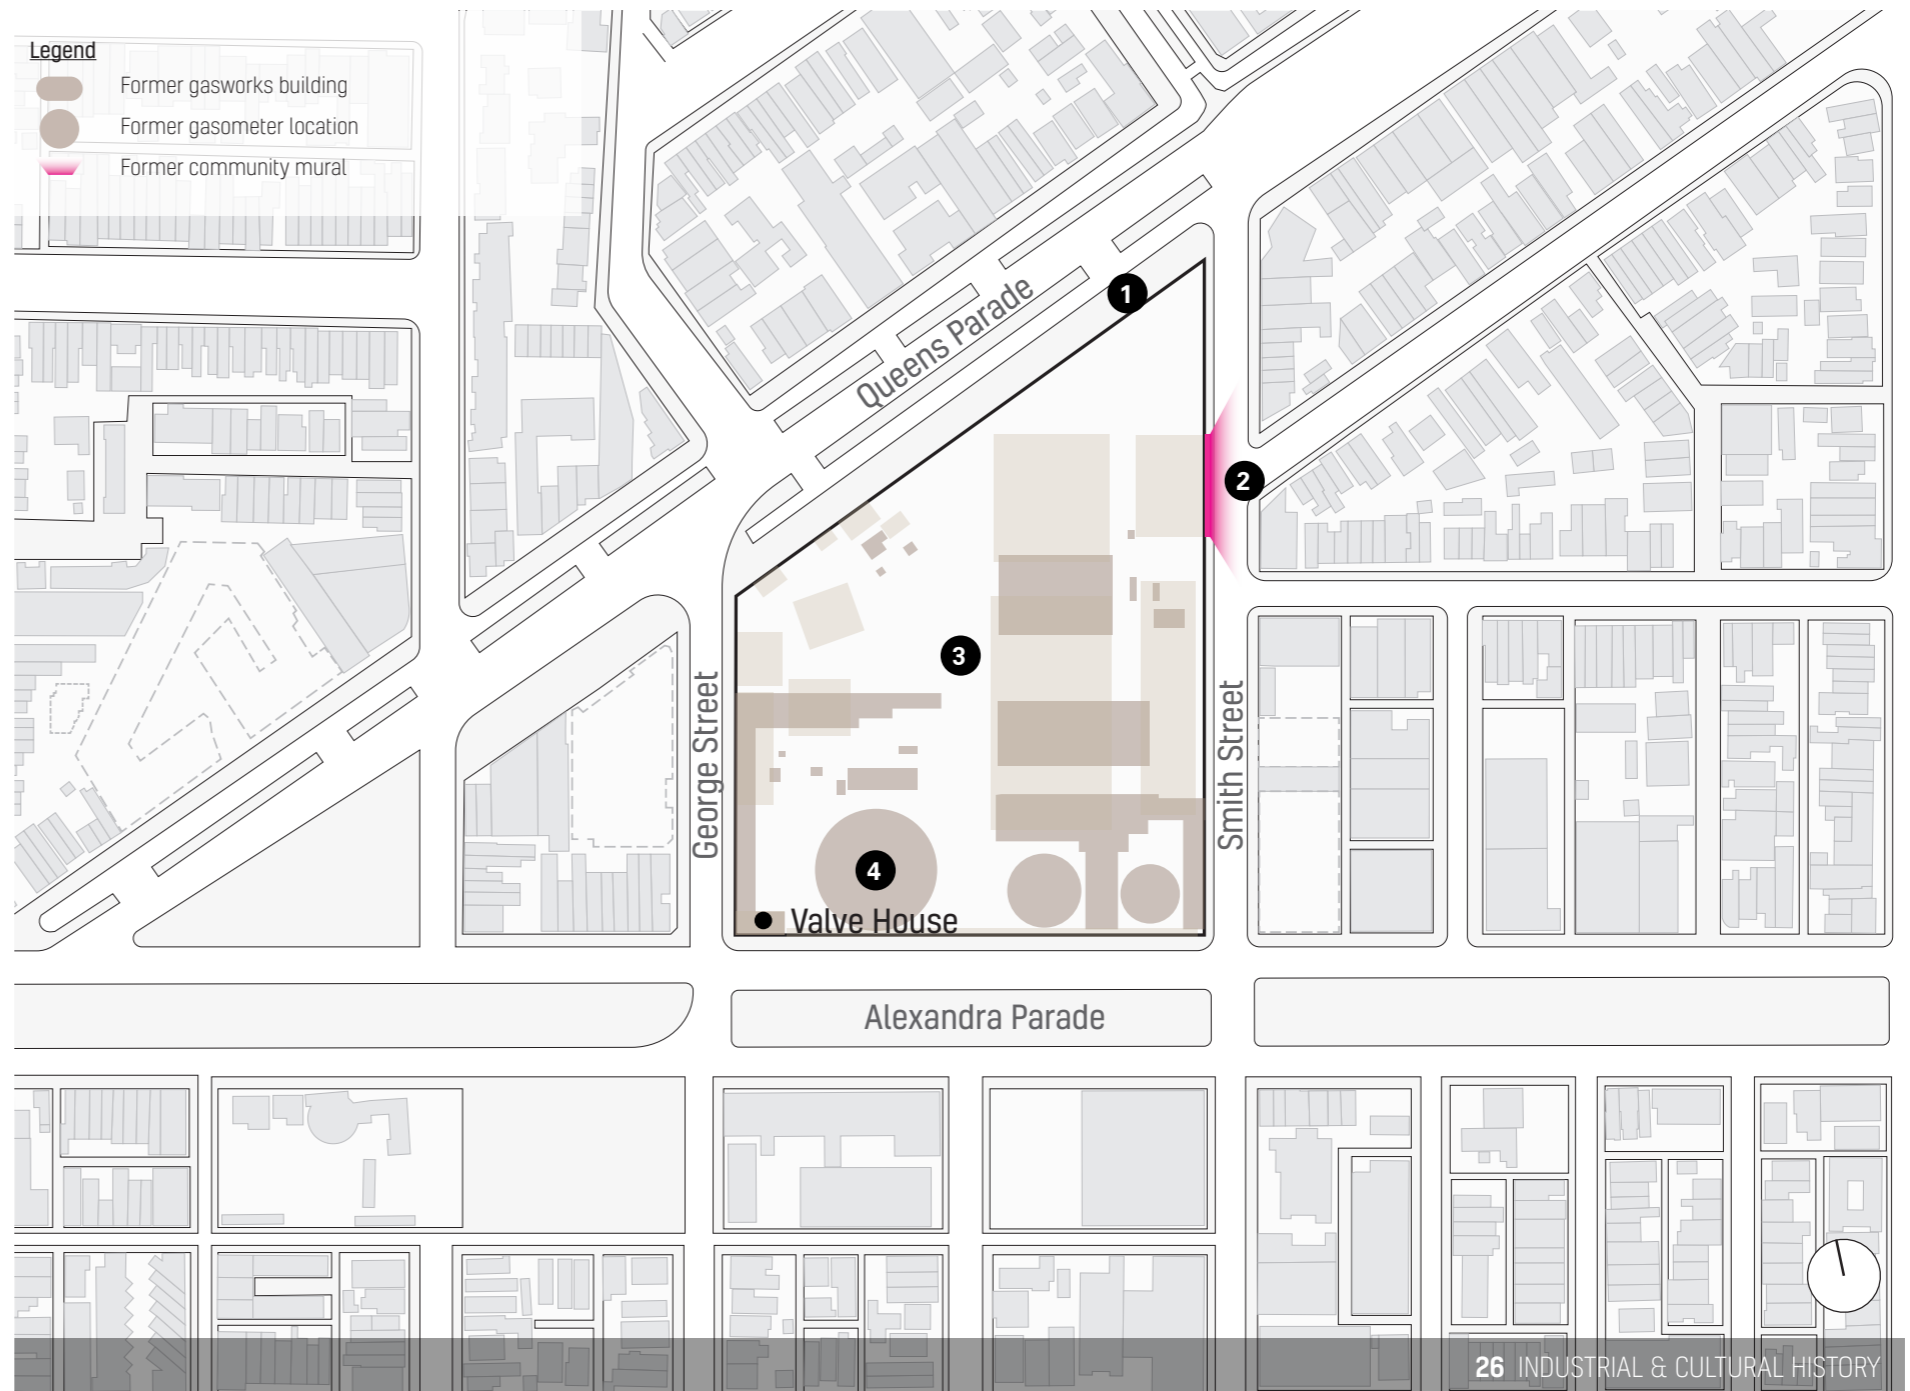 Legend
Former gasworks building
Former gasometer location
Former community mural
1
Queens Parade
2
3
George Street
Smith Street
4
Valve House
Alexandra Parade
26 INDUSTRIAL & CULTURAL HISTORY